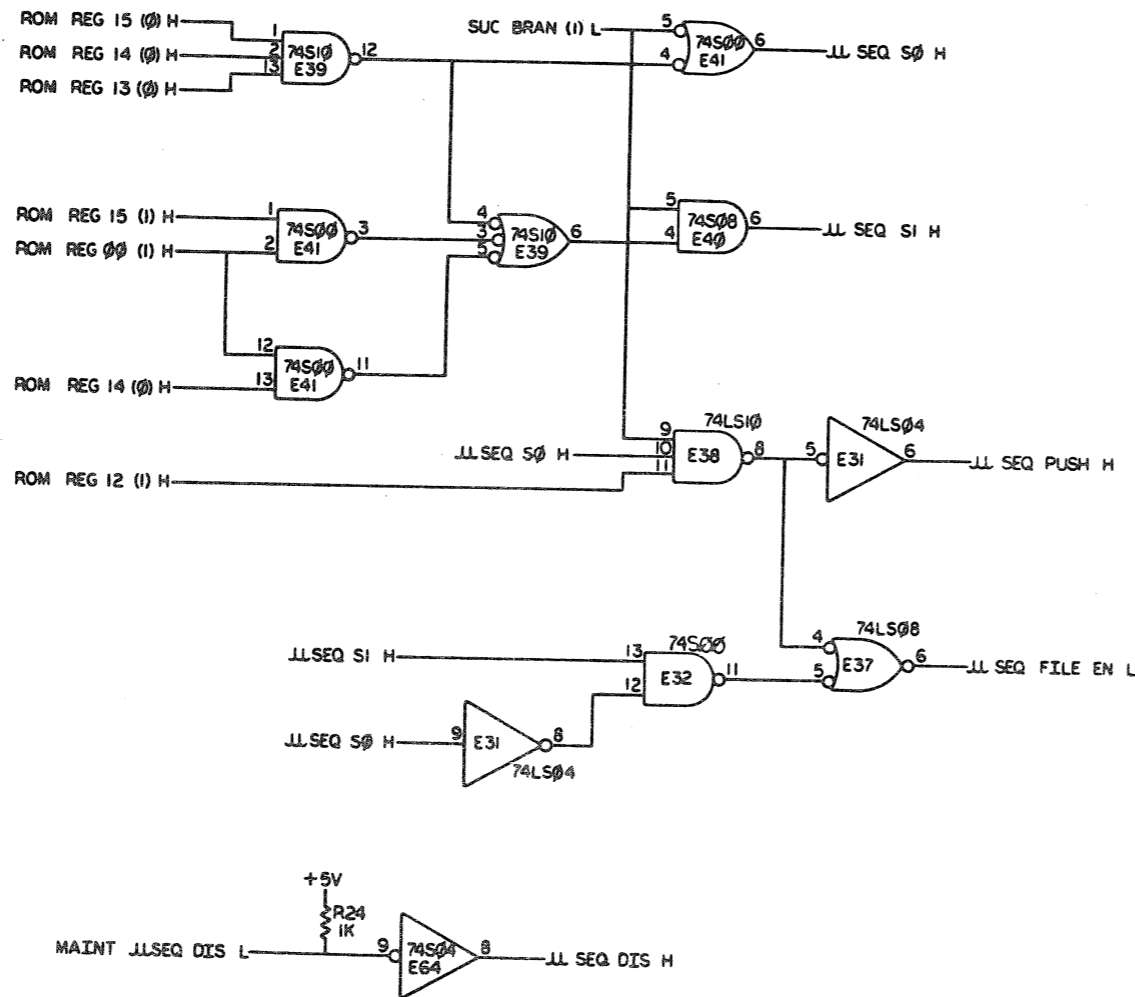 ROM REG 15 (Ø) H
ROM REG 14 (Ø) H
ROM REG 13 (Ø) H
1
2
13
74S10
E39
12
SUC BRAN (1) L
5
4
74SØØ
E41
6
µ SEQ SØ H
ROM REG 15 (1) H
ROM REG ØØ (1) H
1
2
74SØØ
E41
3
4
3
5
74S1Ø
E39
6
5
4
74SØ8
E4Ø
6
µ SEQ S1 H
ROM REG 14 (Ø) H
12
13
74SØØ
E41
11
µSEQ SØ H
ROM REG 12 (1) H
9
10
11
74LS1Ø
E38
8
5
74LSØ4
E31
6
µ SEQ PUSH H
µSEQ S1 H
13
12
74SØØ
E32
11
4
5
74LSØ8
E37
6
µ SEQ FILE EN L
µSEQ SØ H
9
E31
8
74LSØ4
+5V
R24
1K
MAINT µSEQ DIS L
9
74SØ4
E64
8
µ SEQ DIS H